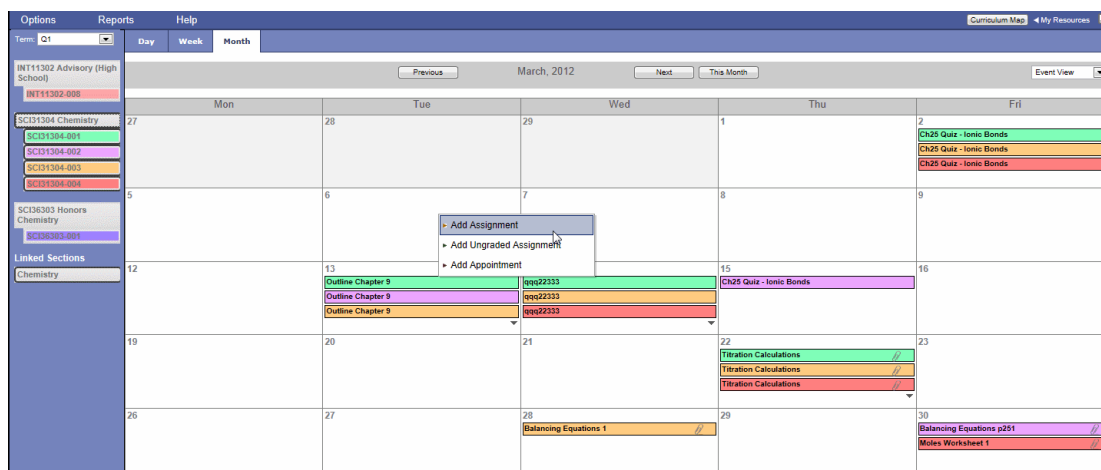 Options Reports Help Curriculum Map My Resources
Term: Q1
Day Week Month
INT11302 Advisory (High
School)
INT11302-008
SCI31304 Chemistry
SCI31304-001
SCI31304-002
SCI31304-003
SCI31304-004
SCI36303 Honors
Chemistry
SCI36303-001
Linked Sections
Chemistry
Previous March, 2012 Next This Month Event View
Mon Tue Wed Thu Fri
27 28 29 1 2
Ch25 Quiz - Ionic Bonds
Ch25 Quiz - Ionic Bonds
Ch25 Quiz - Ionic Bonds
5 6 7 8 9
Add Assignment
Add Ungraded Assignment
Add Appointment
12 13 15 16
Outline Chapter 9 qqq22333 Ch25 Quiz - Ionic Bonds
Outline Chapter 9 qqq22333
Outline Chapter 9 qqq22333
19 20 21 22 23
Titration Calculations
Titration Calculations
Titration Calculations
26 27 28 29 30
Balancing Equations 1 Balancing Equations p251
Moles Worksheet 1